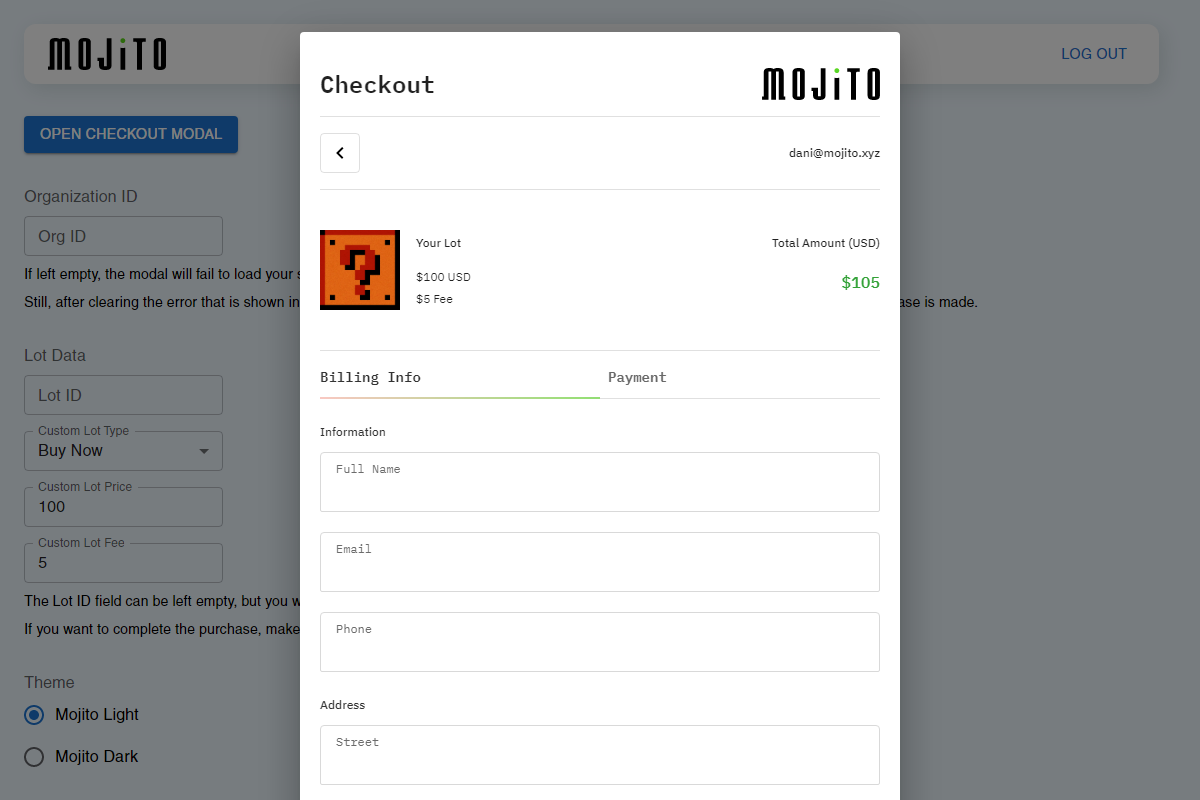 MOJiTO
LOG OUT
OPEN CHECKOUT MODAL
Organization ID
Org ID
If left empty, the modal will fail to load your s
Still, after clearing the error that is shown in
ase is made.
Lot Data
Lot ID
Custom Lot Type
Buy Now
Custom Lot Price
100
Custom Lot Fee
5
The Lot ID field can be left empty, but you w
If you want to complete the purchase, make
Theme
Mojito Light
Mojito Dark
Checkout
MOJiTO
dani@mojito.xyz
Your Lot
Total Amount (USD)
$100 USD
$105
$5 Fee
Billing Info
Payment
Information
Full Name
Email
Phone
Address
Street